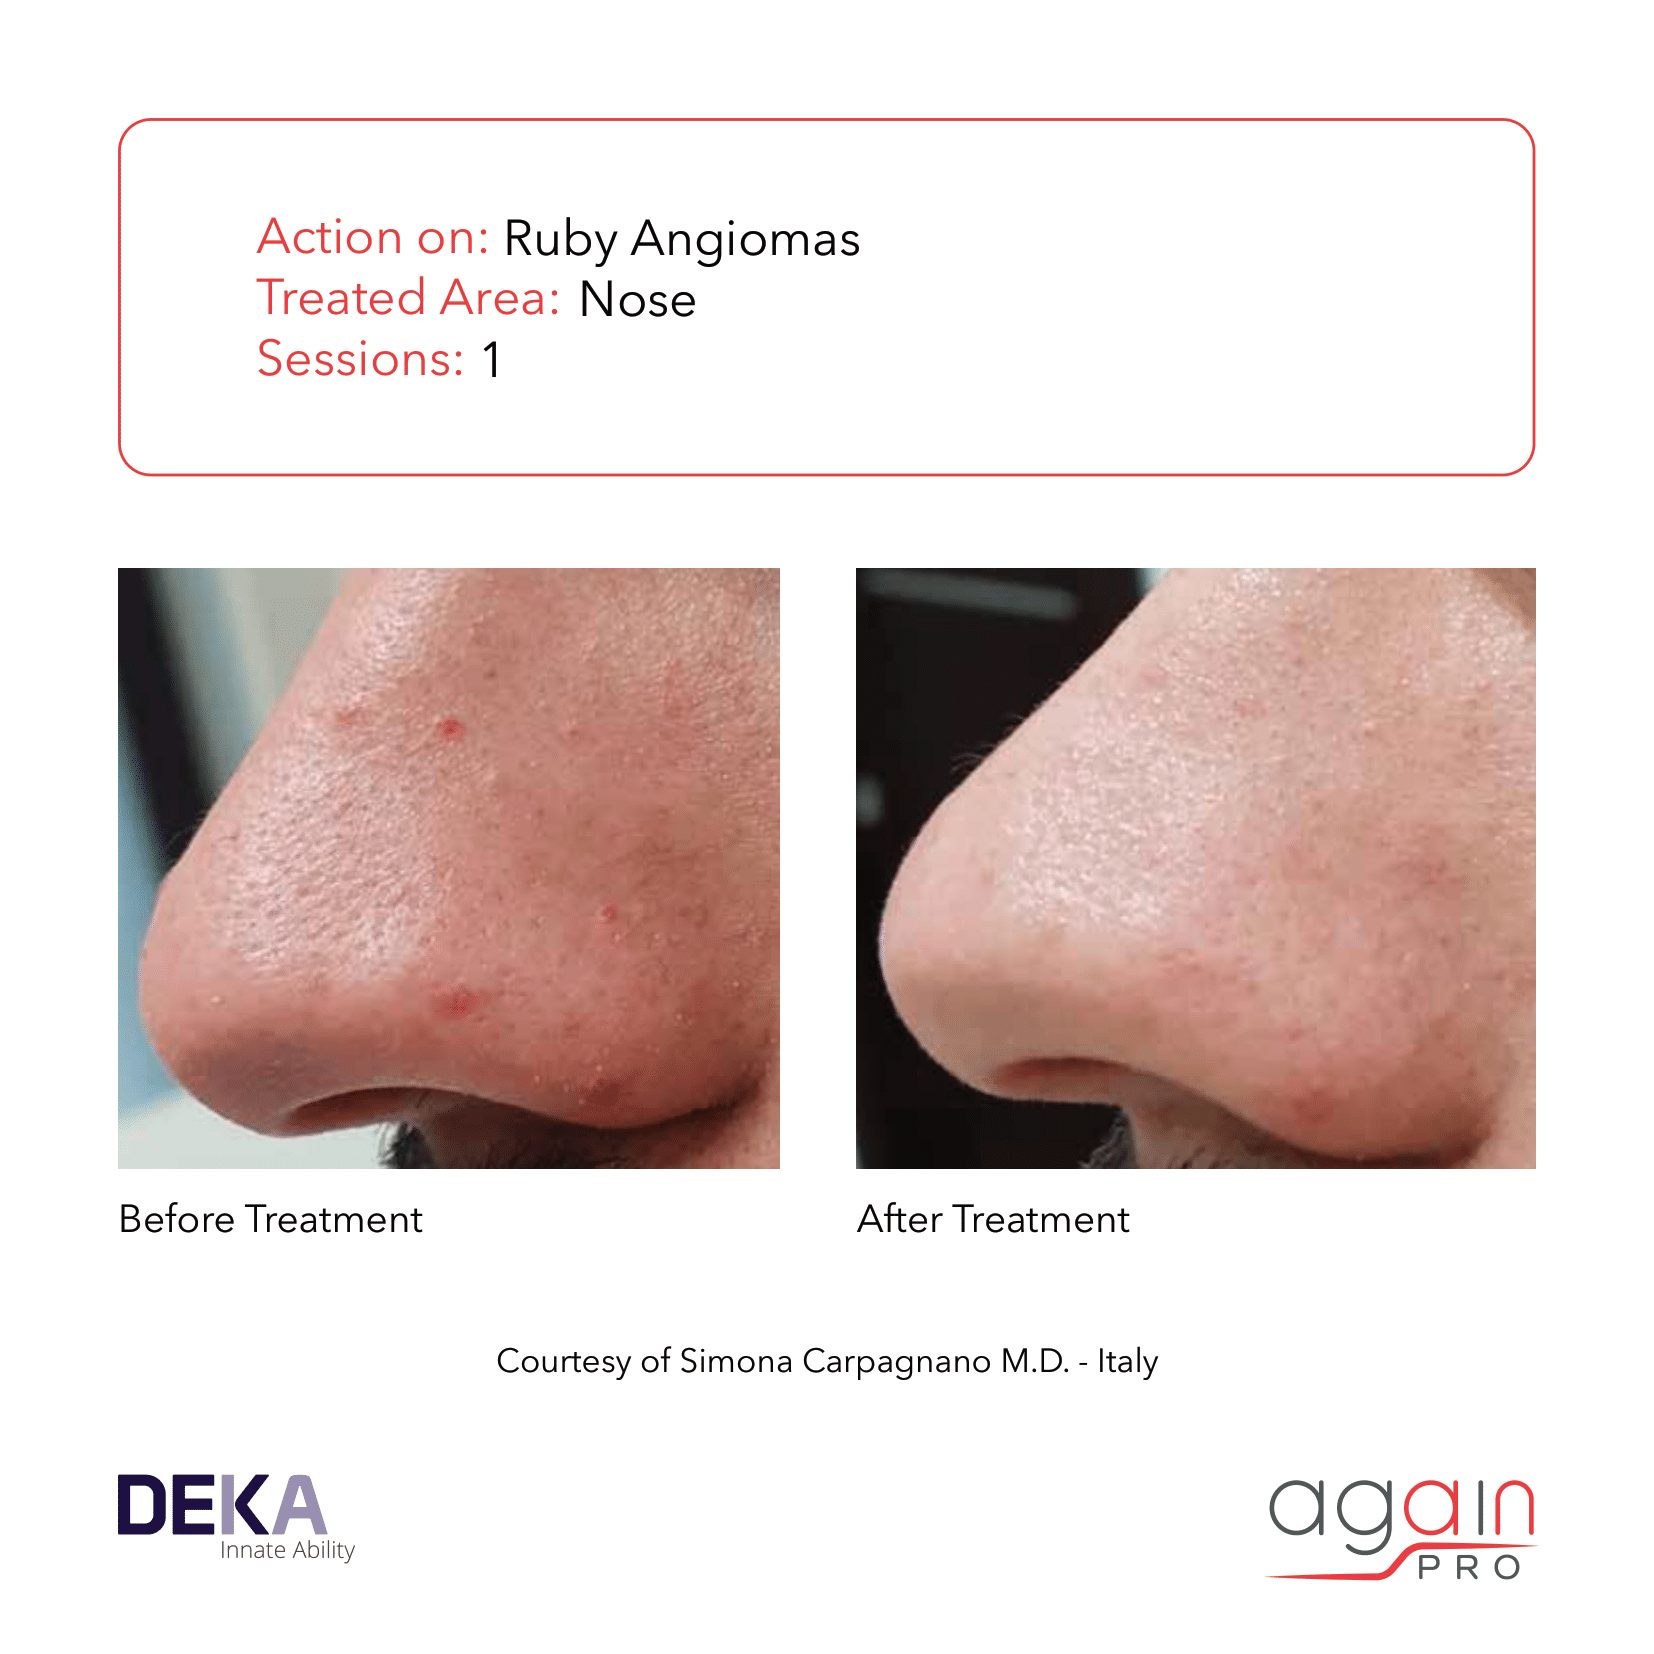 Action on: Ruby Angiomas
Treated Area: Nose
Sessions: 1
Before Treatment
After Treatment
Courtesy of Simona Carpagnano M.D. - Italy
DEKA
Innate Ability
again
PRO